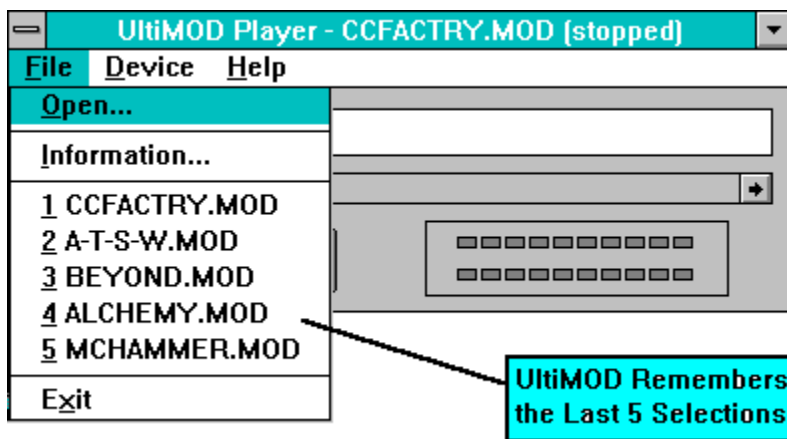 UltiMOD Player - CCFACTRY.MOD (stopped)
File Device Help
Open...
Information...
1 CCFACTRY.MOD
2 A-T-S-W.MOD
3 BEYOND.MOD
4 ALCHEMY.MOD
5 MCHAMMER.MOD
Exit
UltiMOD Remembers
the Last 5 Selections